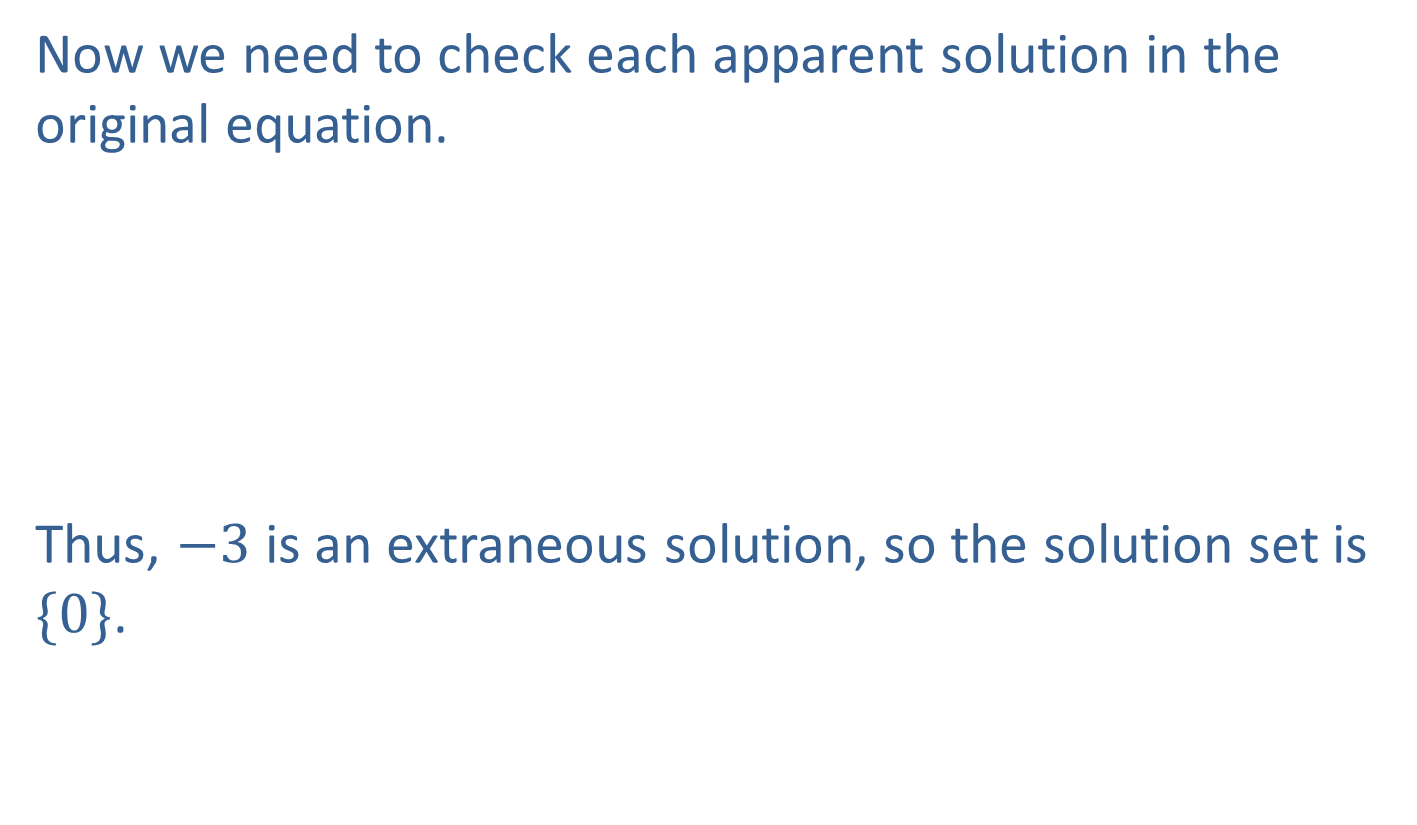 Now we need to check each apparent solution in the
original equation.
Thus, −3 is an extraneous solution, so the solution set is
{0}.